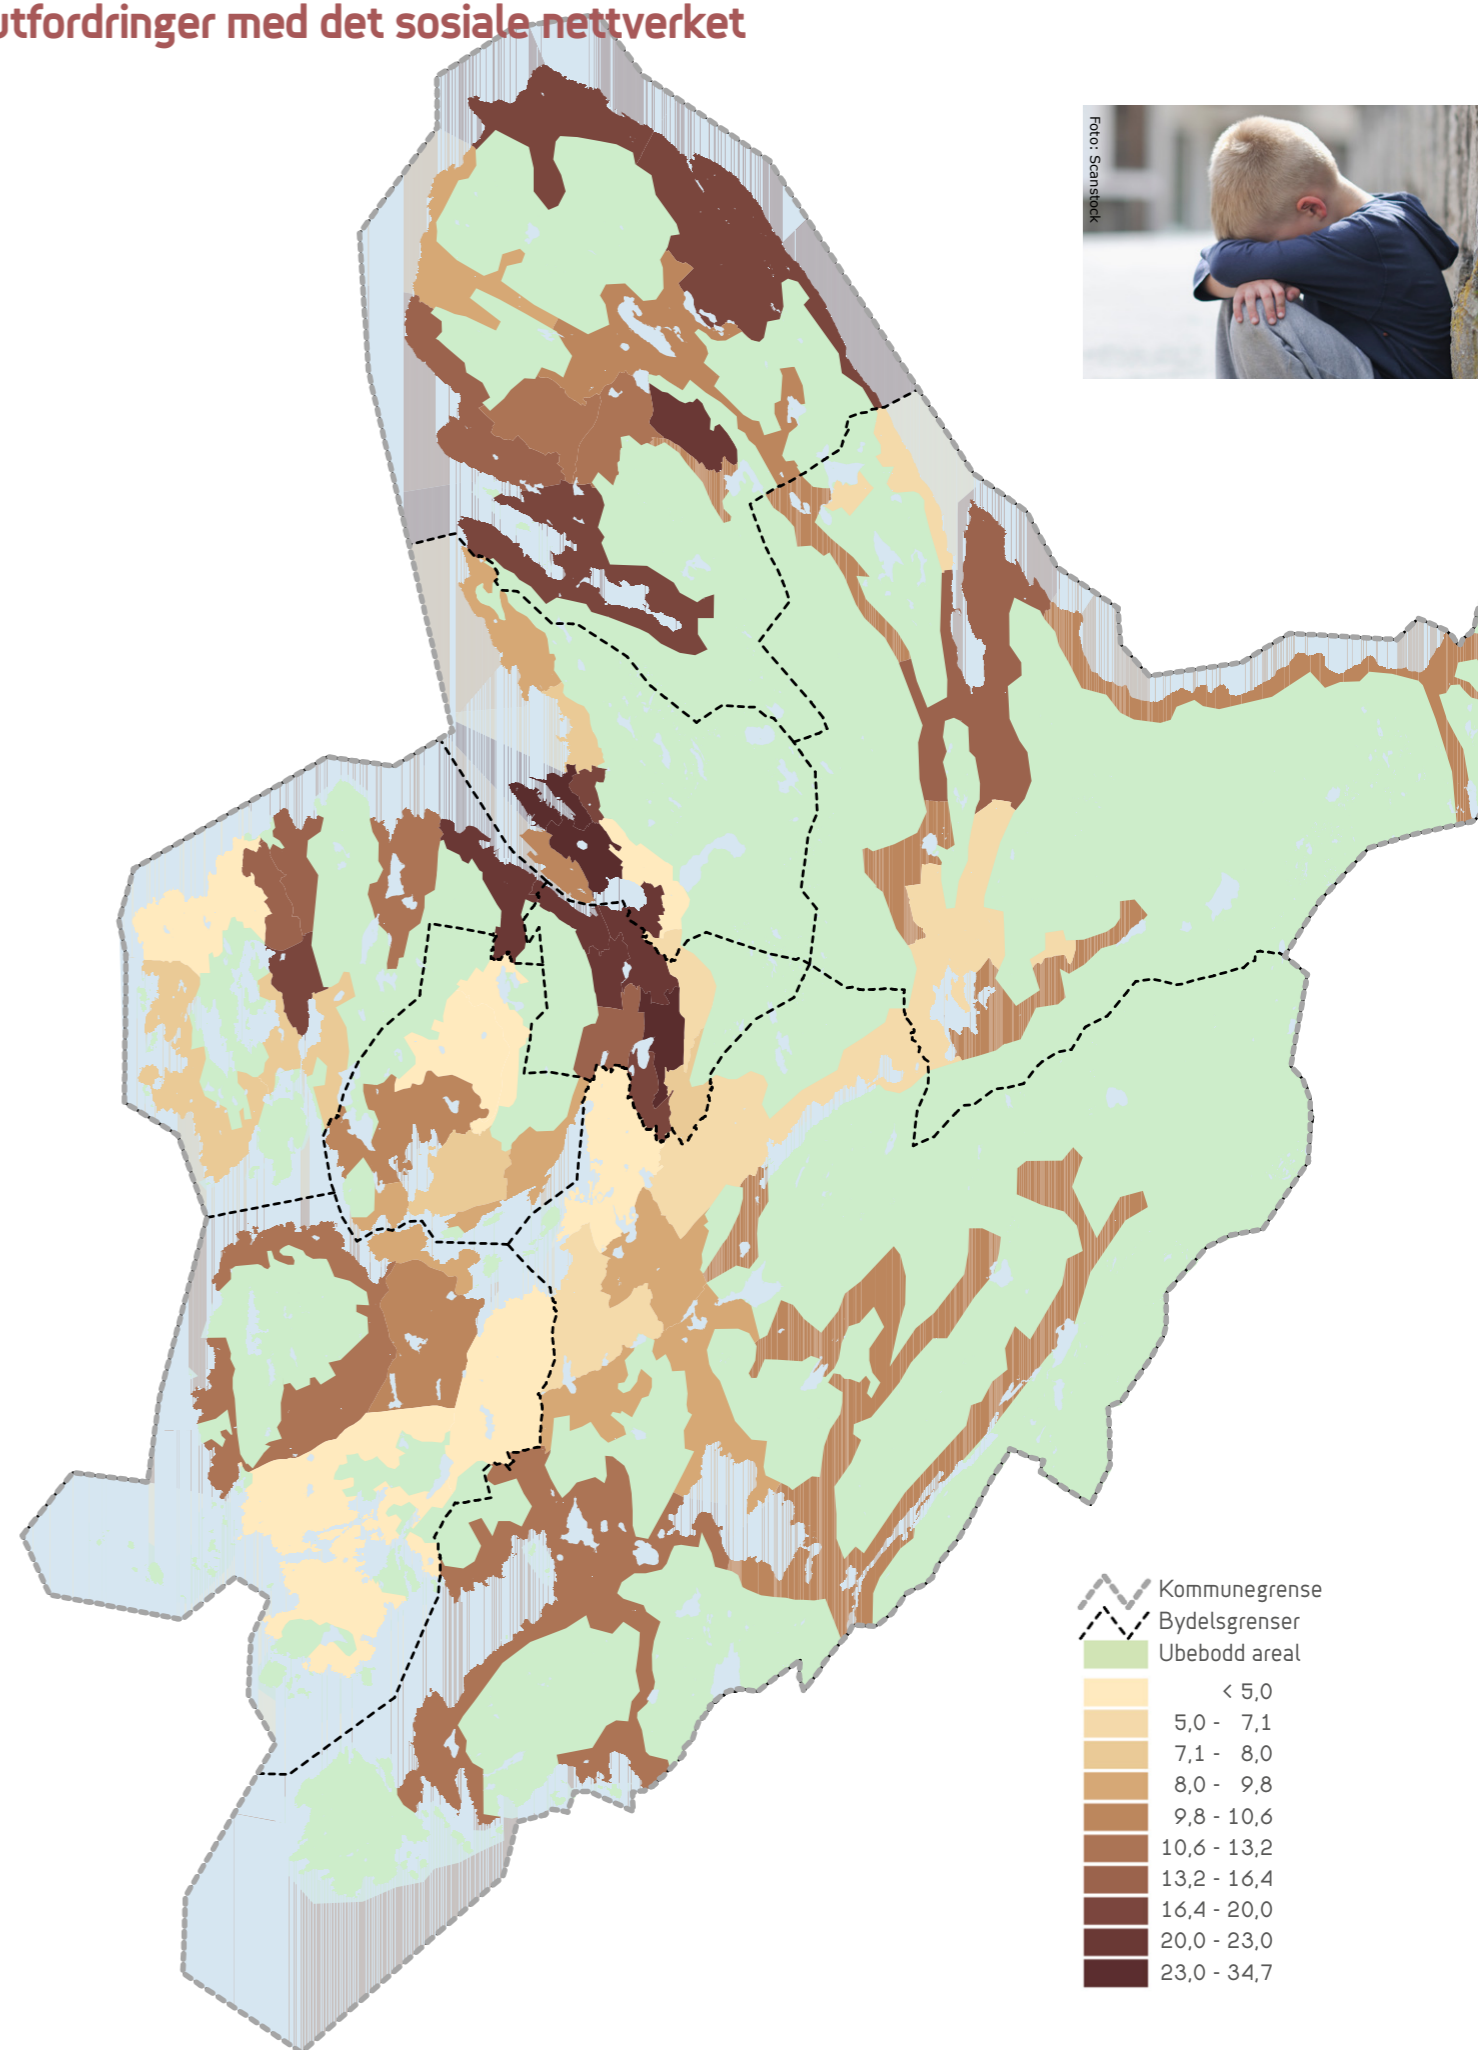 utfordringer med det sosiale nettverket
Foto: Scanstock
Kommunegrense
Bydelsgrenser
Ubebodd areal
< 5,0
5,0 - 7,1
7,1 - 8,0
8,0 - 9,8
9,8 - 10,6
10,6 - 13,2
13,2 - 16,4
16,4 - 20,0
20,0 - 23,0
23,0 - 34,7